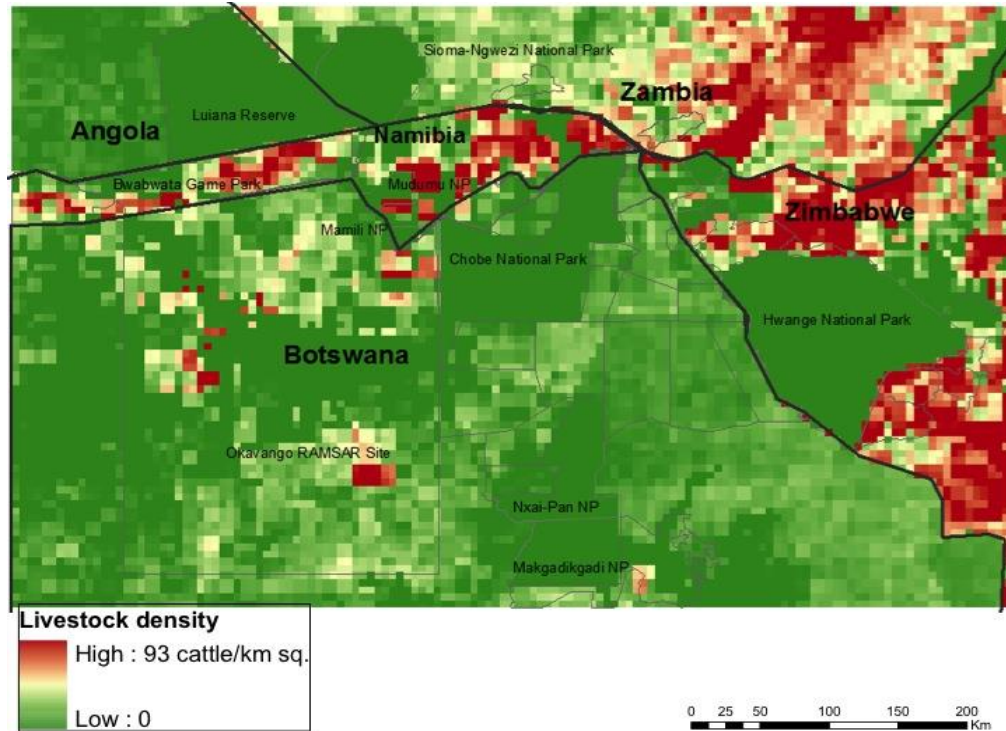 Sioma-Ngwezi National Park
Zambia
Luiana Reserve
Angola
Namibia
Bwabwata Game Park
Mudumu NP
Zimbabwe
Mamili NP
Chobe National Park
Hwange National Park
Botswana
Okavango RAMSAR Site
Nxai-Pan NP
Makgadikgadi NP
Livestock density
High : 93 cattle/km sq.
Low : 0
0 25 50 100 150 200
Km